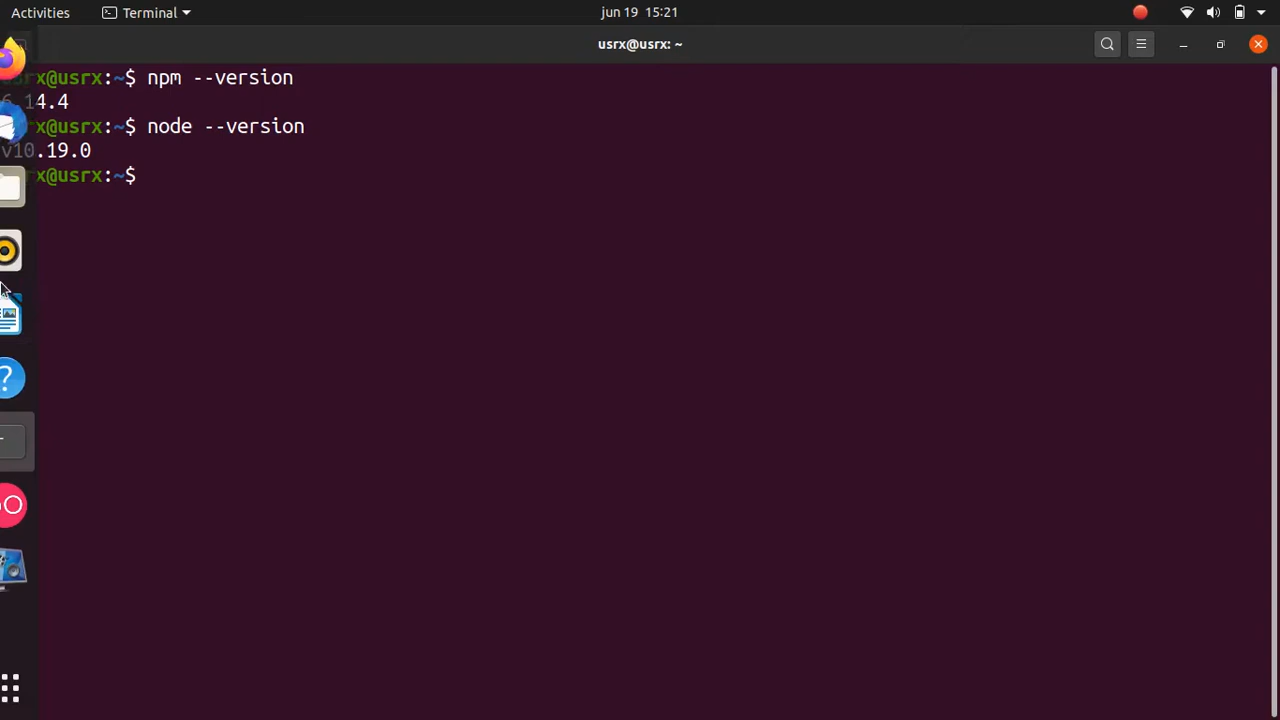 Activities Terminal jun 19 15:21
usrx@usrx: ~
x@usrx:~$ npm --version
6.14.4
x@usrx:~$ node --version
v10.19.0
x@usrx:~$